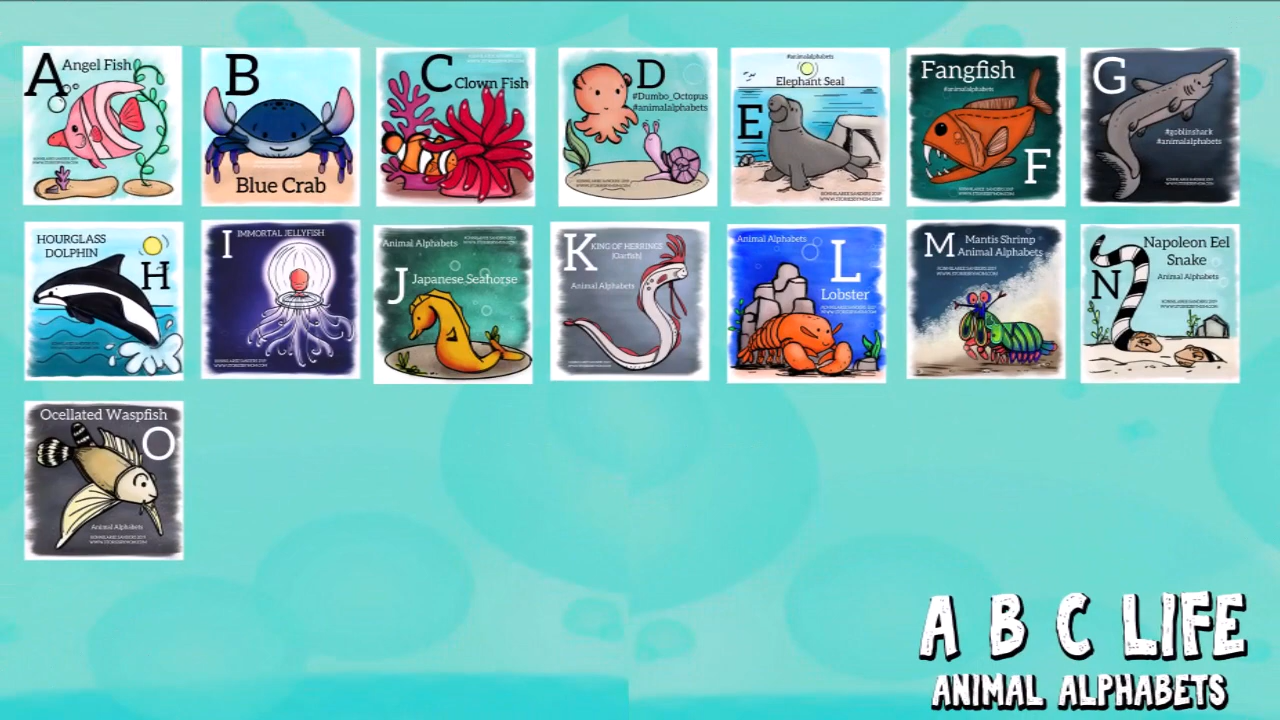 A
Angel Fish
B
Blue Crab
C
Clown Fish
D
#Dumbo_Octopus
#animalalphabets
#animalalphabets
Elephant Seal
E
Fangfish
#animalalphabets
F
G
#goblinshark
#animalalphabets
HOURGLASS
DOLPHIN
H
I
IMMORTAL JELLYFISH
Animal Alphabets
J
Japanese Seahorse
K
KING OF HERRINGS
(Oarfish)
Animal Alphabets
Animal Alphabets
L
Lobster
M
Mantis Shrimp
Animal Alphabets
Napoleon Eel
Snake
N
Animal Alphabets
Ocellated Waspfish
O
Animal Alphabets
A B C LIFE
ANIMAL ALPHABETS